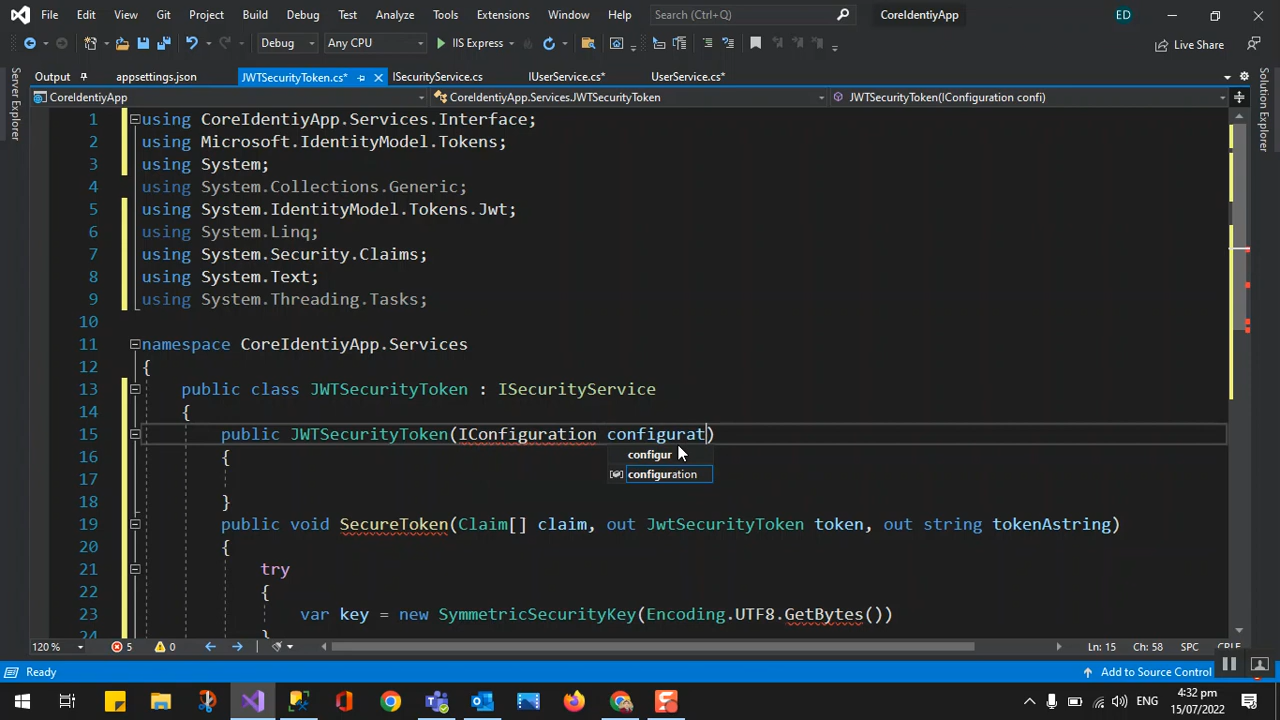 File Edit View Git Project Build Debug Test Analyze Tools Extensions Window Help Search (Ctrl+Q) CoreIdentiyApp ED
Debug Any CPU IIS Express Live Share
Output appsettings.json JWTSecurityToken.cs* ISecurityService.cs IUserService.cs* UserService.cs*
CoreIdentiyApp CoreIdentiyApp.Services.JWTSecurityToken JWTSecurityToken(IConfiguration confi)
Server Explorer
Solution Explorer
1 using CoreIdentiyApp.Services.Interface;
2 using Microsoft.IdentityModel.Tokens;
3 using System;
4 using System.Collections.Generic;
5 using System.IdentityModel.Tokens.Jwt;
6 using System.Linq;
7 using System.Security.Claims;
8 using System.Text;
9 using System.Threading.Tasks;
10
11 namespace CoreIdentiyApp.Services
12 {
13 public class JWTSecurityToken : ISecurityService
14 {
15 public JWTSecurityToken(IConfiguration configurat)
16 {
configur
17
configuration
18 }
19 public void SecureToken(Claim[] claim, out JwtSecurityToken token, out string tokenAstring)
20 {
21 try
22 {
23 var key = new SymmetricSecurityKey(Encoding.UTF8.GetBytes())
24 }
120 % 5 0 Ln: 15 Ch: 58 SPC CRLF
Ready Add to Source Control
ENG 4:32 pm
15/07/2022